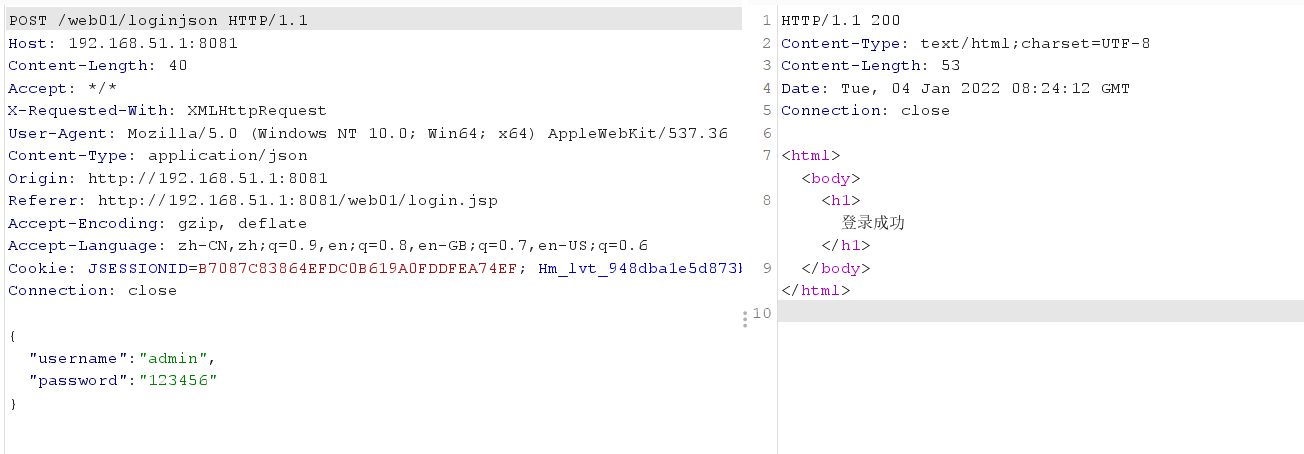 POST /web01/loginjson HTTP/1.1
Host: 192.168.51.1:8081
Content-Length: 40
Accept: */*
X-Requested-With: XMLHttpRequest
User-Agent: Mozilla/5.0 (Windows NT 10.0; Win64; x64) AppleWebKit/537.36
Content-Type: application/json
Origin: http://192.168.51.1:8081
Referer: http://192.168.51.1:8081/web01/login.jsp
Accept-Encoding: gzip, deflate
Accept-Language: zh-CN,zh;q=0.9,en;q=0.8,en-GB;q=0.7,en-US;q=0.6
Cookie: JSESSIONID=B7087C83864EFDC0B619A0FDDFEA74EF; Hm_lvt_948dba1e5d873
Connection: close
{
"username":"admin",
"password":"123456"
}
1 HTTP/1.1 200
2 Content-Type: text/html;charset=UTF-8
3 Content-Length: 53
4 Date: Tue, 04 Jan 2022 08:24:12 GMT
5 Connection: close
6
7 <html>
<body>
8 <h1>
登录成功
</h1>
9 </body>
</html>
10